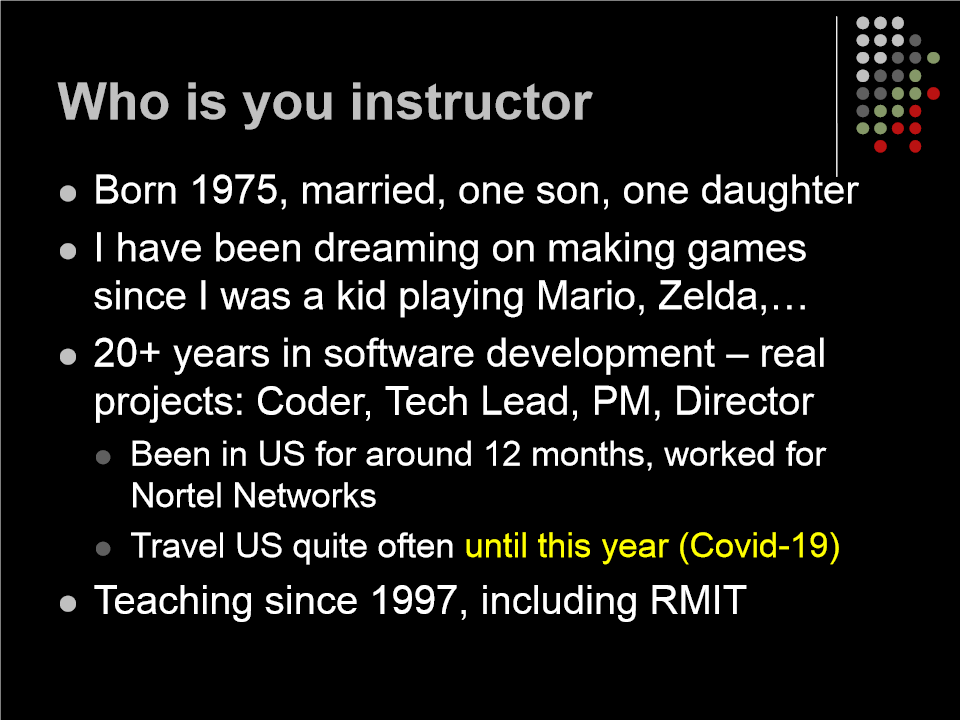 Who is you instructor
Born 1975, married, one son, one daughter
I have been dreaming on making games
since I was a kid playing Mario, Zelda,…
20+ years in software development – real
projects: Coder, Tech Lead, PM, Director
Been in US for around 12 months, worked for
Nortel Networks
Travel US quite often until this year (Covid-19)
Teaching since 1997, including RMIT